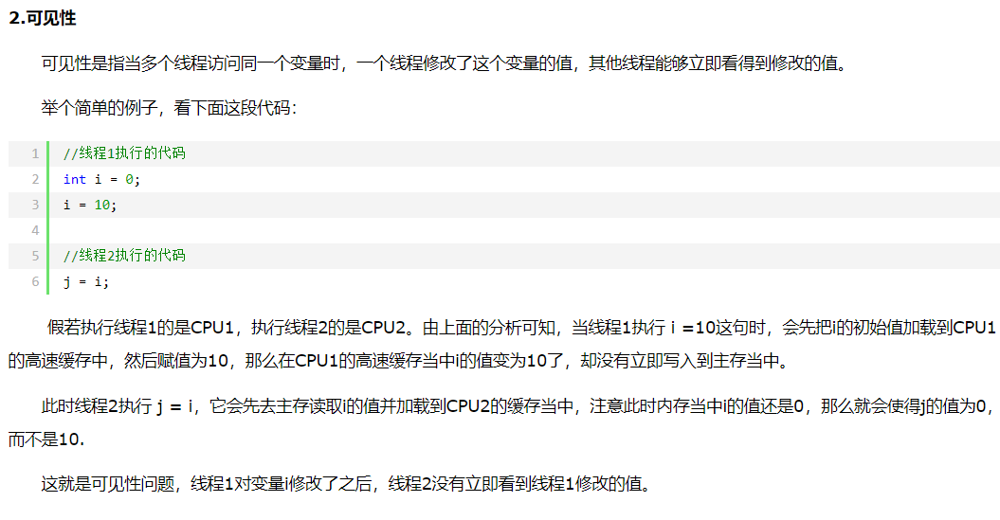 2.可见性
可见性是指当多个线程访问同一个变量时，一个线程修改了这个变量的值，其他线程能够立即看得到修改的值。
举个简单的例子，看下面这段代码：
1 //线程1执行的代码
2 int i = 0;
3 i = 10;
4
5 //线程2执行的代码
6 j = i;
假若执行线程1的是CPU1，执行线程2的是CPU2。由上面的分析可知，当线程1执行 i =10这句时，会先把i的初始值加载到CPU1
的高速缓存中，然后赋值为10，那么在CPU1的高速缓存当中i的值变为10了，却没有立即写入到主存当中。
此时线程2执行 j = i，它会先去主存读取i的值并加载到CPU2的缓存当中，注意此时内存当中i的值还是0，那么就会使得j的值为0，
而不是10.
这就是可见性问题，线程1对变量i修改了之后，线程2没有立即看到线程1修改的值。